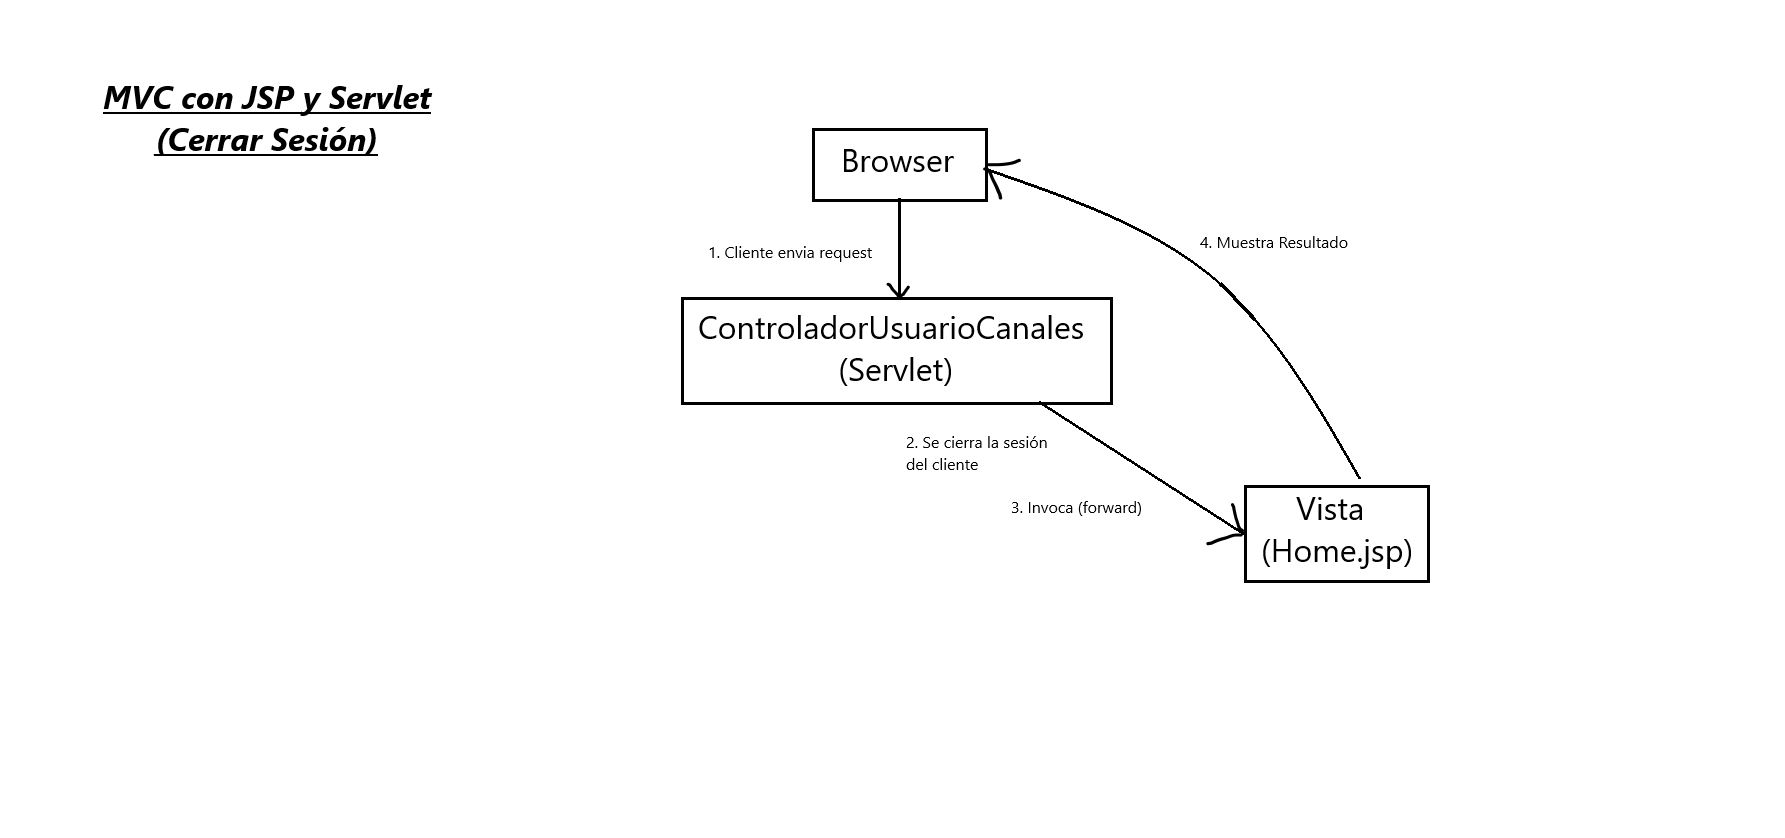 MVC con JSP y Servlet
(Cerrar Sesión)
Browser
1. Cliente envia request
4. Muestra Resultado
ControladorUsuarioCanales
(Servlet)
2. Se cierra la sesión
del cliente
3. Invoca (forward)
Vista
(Home.jsp)